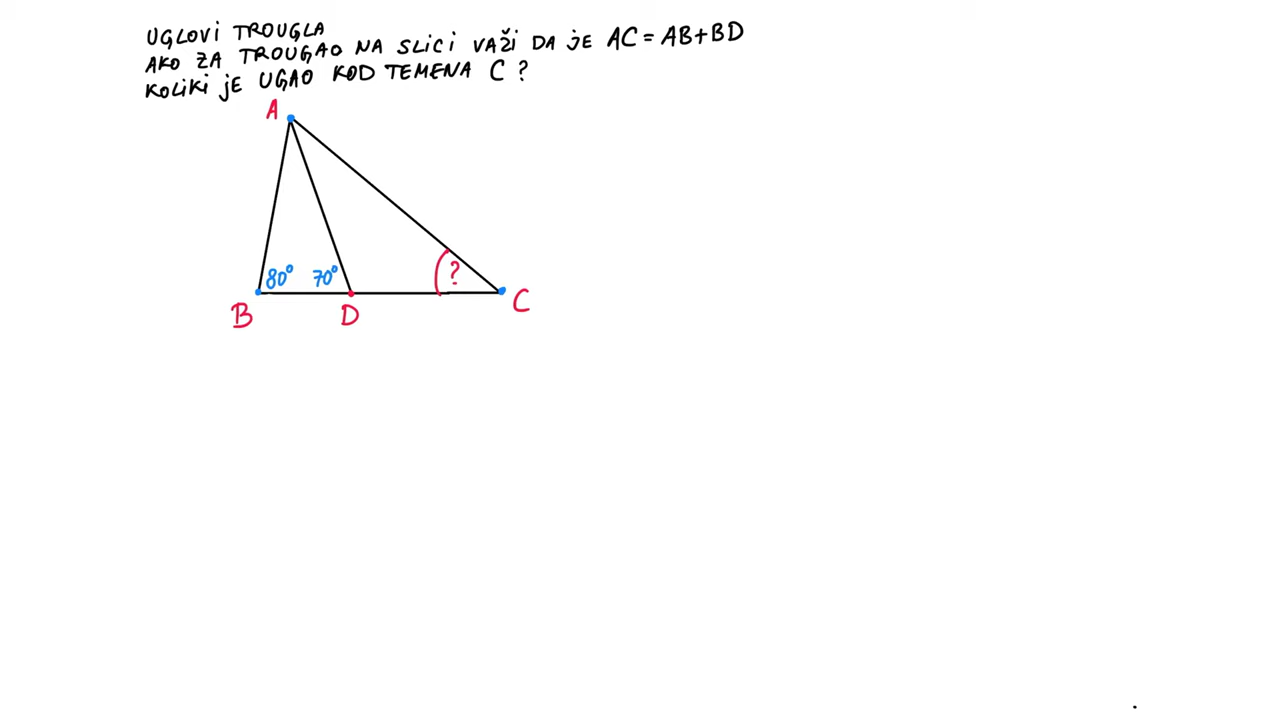 UGLOVI TROUGLA
AKO ZA TROUGAO NA SLICI VAŽI DA jE AC = AB + BD
KOLIKI jE UGAO KOD TEMENA C ?
A
80° 70° ?
B D C